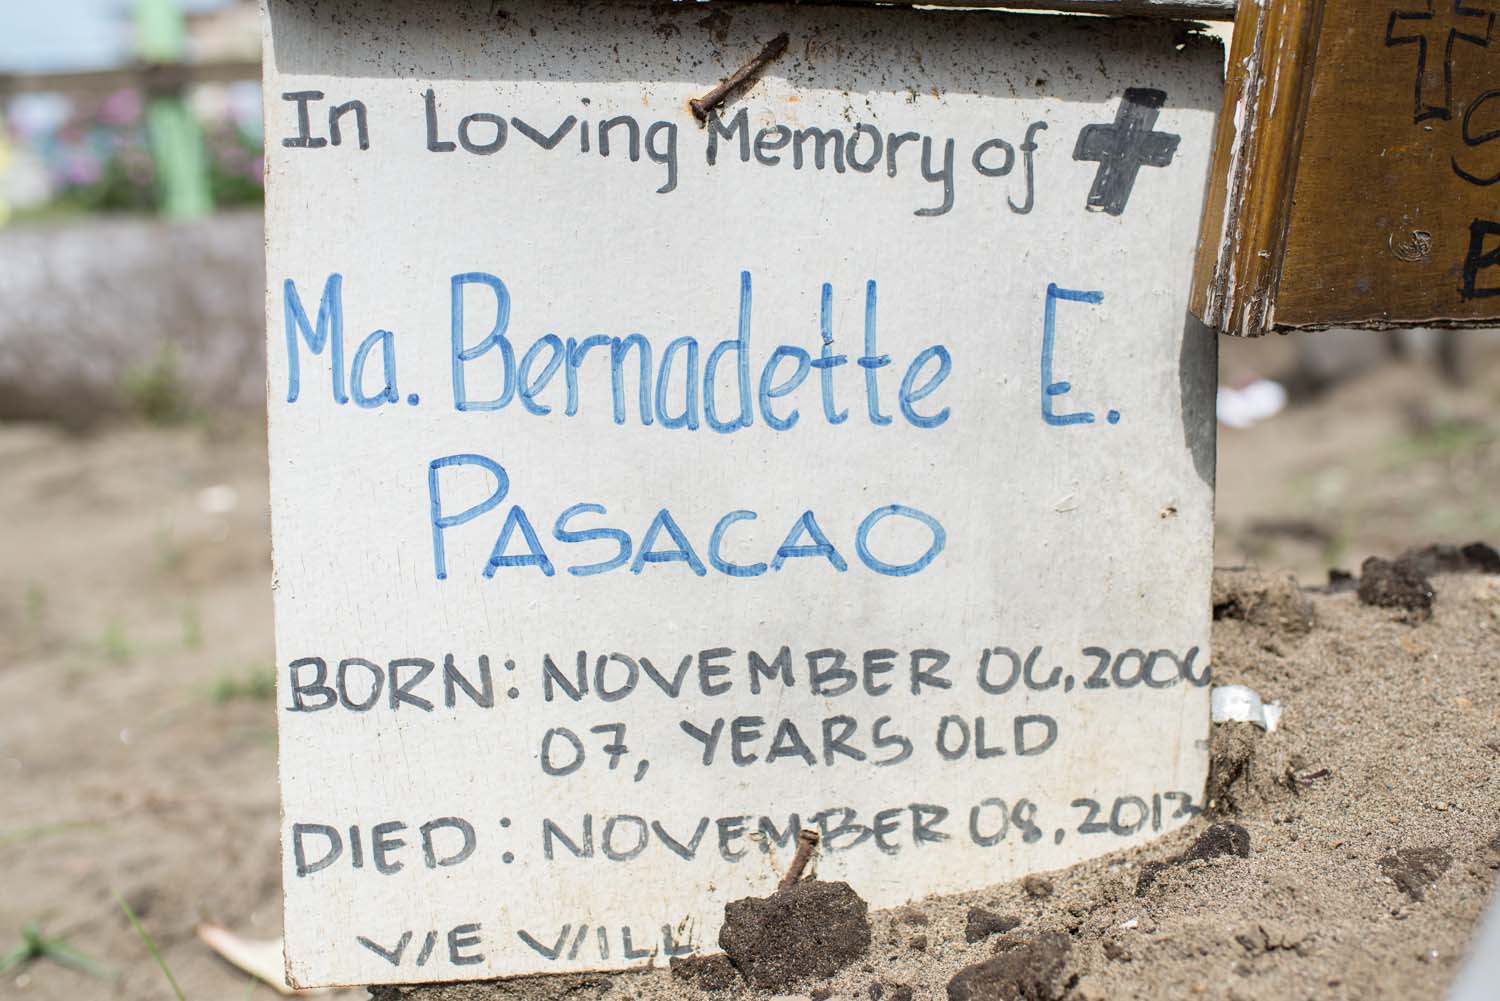 In Loving Memory of
Ma. Bernadette E.
PASACAO
BORN: NOVEMBER 06, 2006
07, YEARS OLD
DIED: NOVEMBER 08, 2013
WE WILL